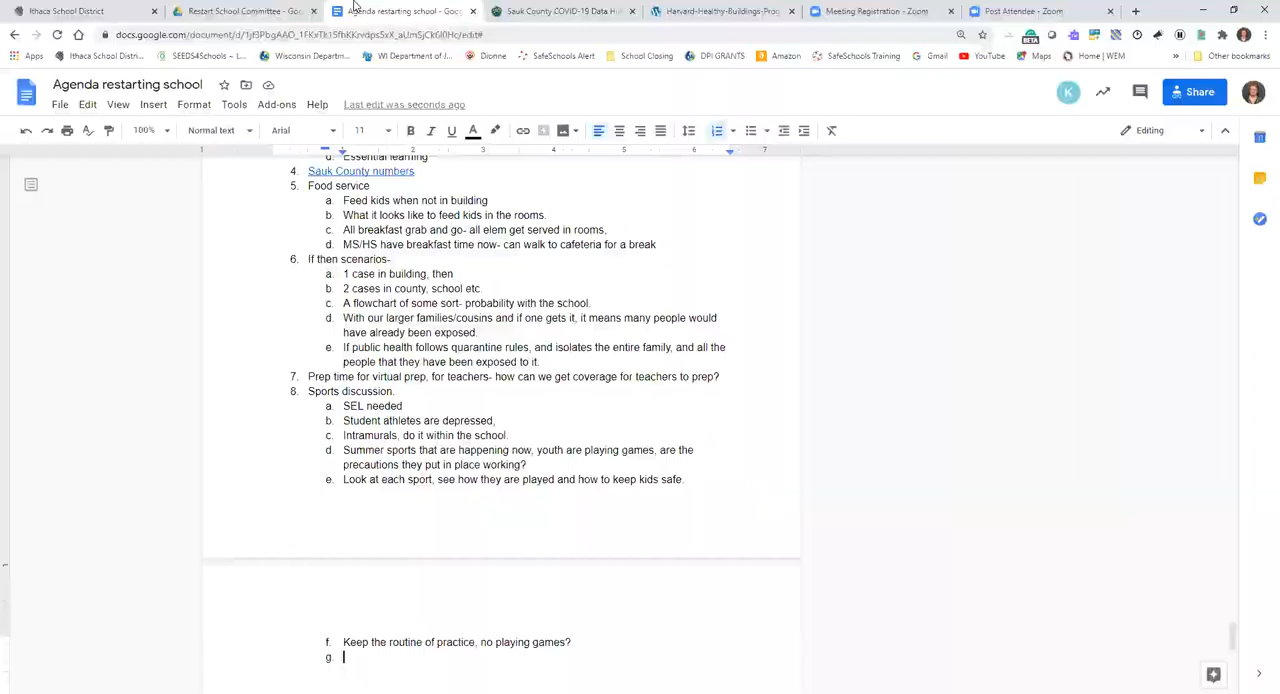 Ithaca School District
Restart School Committee - Goo
Agenda restarting school - Goog
Sauk County COVID-19 Data Hu
Harvard-Healthy-Buildings-Prog
Meeting Registration - Zoom
Post Attendee - Zoom
Apps
Ithaca School Distri...
SEEDS4Schools ~ L...
Wisconsin Departm...
WI Department of J...
Dionne
SafeSchools Alert
School Closing
DPI GRANTS
Amazon
SafeSchools Training
Gmail
YouTube
Maps
Home | WEM
Other bookmarks
Agenda restarting school
File Edit View Insert Format Tools Add-ons Help Last edit was seconds ago
K
Share
100% Normal text Arial 11 B I U A Editing
1 1 2 3 4 5 6 7
d. Essential learning
4. Sauk County numbers
5. Food service
a. Feed kids when not in building
b. What it looks like to feed kids in the rooms.
c. All breakfast grab and go- all elem get served in rooms,
d. MS/HS have breakfast time now- can walk to cafeteria for a break
6. If then scenarios-
a. 1 case in building, then
b. 2 cases in county, school etc.
c. A flowchart of some sort- probability with the school.
d. With our larger families/cousins and if one gets it, it means many people would
have already been exposed.
e. If public health follows quarantine rules, and isolates the entire family, and all the
people that they have been exposed to it.
7. Prep time for virtual prep, for teachers- how can we get coverage for teachers to prep?
8. Sports discussion.
a. SEL needed
b. Student athletes are depressed,
c. Intramurals, do it within the school.
d. Summer sports that are happening now, youth are playing games, are the
precautions they put in place working?
e. Look at each sport, see how they are played and how to keep kids safe.
f. Keep the routine of practice, no playing games?
g.